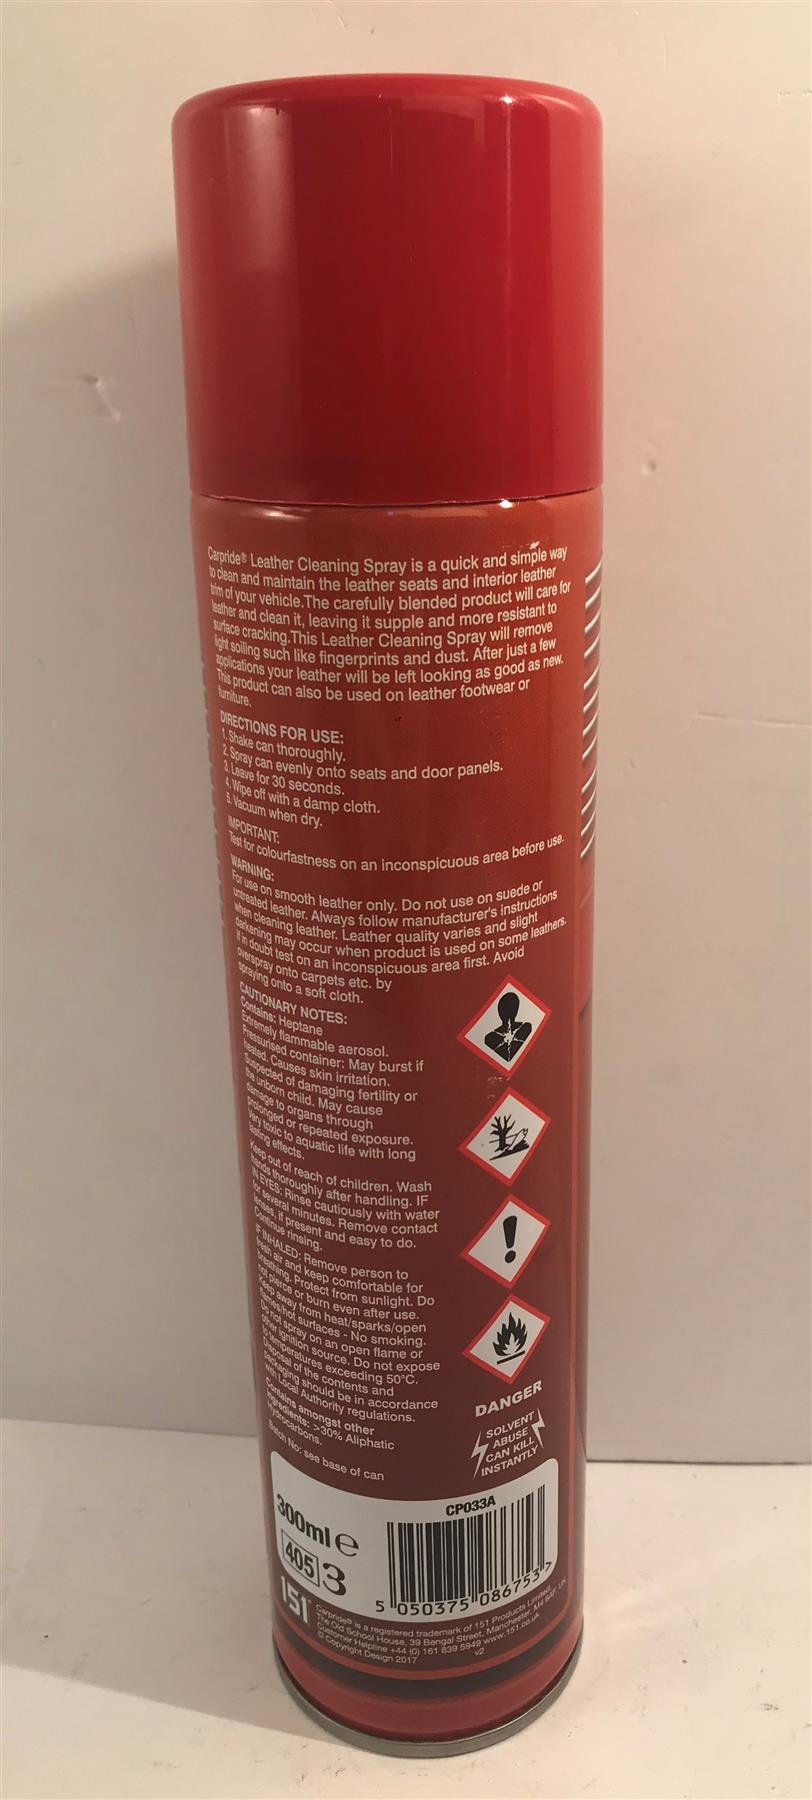 Carpride® Leather Cleaning Spray is a quick and simple way
to clean and maintain the leather seats and interior leather
trim of your vehicle.The carefully blended product will care for
leather and clean it, leaving it supple and more resistant to
surface cracking.This Leather Cleaning Spray will remove
light soiling such like fingerprints and dust. After just a few
applications your leather will be left looking as good as new.
This product can also be used on leather footwear or
furniture.
DIRECTIONS FOR USE:
1. Shake can thoroughly.
2. Spray can evenly onto seats and door panels.
3. Leave for 30 seconds.
4. Wipe off with a damp cloth.
5. Vacuum when dry.
IMPORTANT:
Test for colourfastness on an inconspicuous area before use.
WARNING:
For use on smooth leather only. Do not use on suede or
untreated leather. Always follow manufacturer's instructions
when cleaning leather. Leather quality varies and slight
darkening may occur when product is used on some leathers.
If in doubt test on an inconspicuous area first. Avoid
overspray onto carpets etc. by
spraying onto a soft cloth.
CAUTIONARY NOTES:
Contains: Heptane
Extremely flammable aerosol.
Pressurised container: May burst if
heated. Causes skin irritation.
Suspected of damaging fertility or
the unborn child. May cause
damage to organs through
prolonged or repeated exposure.
Very toxic to aquatic life with long
lasting effects.
Keep out of reach of children. Wash
hands thoroughly after handling. IF
IN EYES: Rinse cautiously with water
for several minutes. Remove contact
lenses, if present and easy to do.
Continue rinsing.
IF INHALED: Remove person to
fresh air and keep comfortable for
breathing. Protect from sunlight. Do
not pierce or burn even after use.
Keep away from heat/sparks/open
flames/hot surfaces - No smoking.
Do not spray on an open flame or
other ignition source. Do not expose
to temperatures exceeding 50°C.
Disposal of the contents and
packaging should be in accordance
with Local Authority regulations.
Contains amongst other
ingredients: >30% Aliphatic
Hydrocarbons.
Batch No: see base of can
DANGER
SOLVENT
ABUSE
CAN KILL
INSTANTLY
300ml e
405 3
CP033A
5 050375 086753 >
151
Carpride® is a registered trademark of 151 Products Limited,
The Old School House, 39 Bengal Street, Manchester, M4 6AF, UK
Customer Helpline +44 (0) 161 839 5949 www.151.co.uk
© Copyright Design 2017
v2